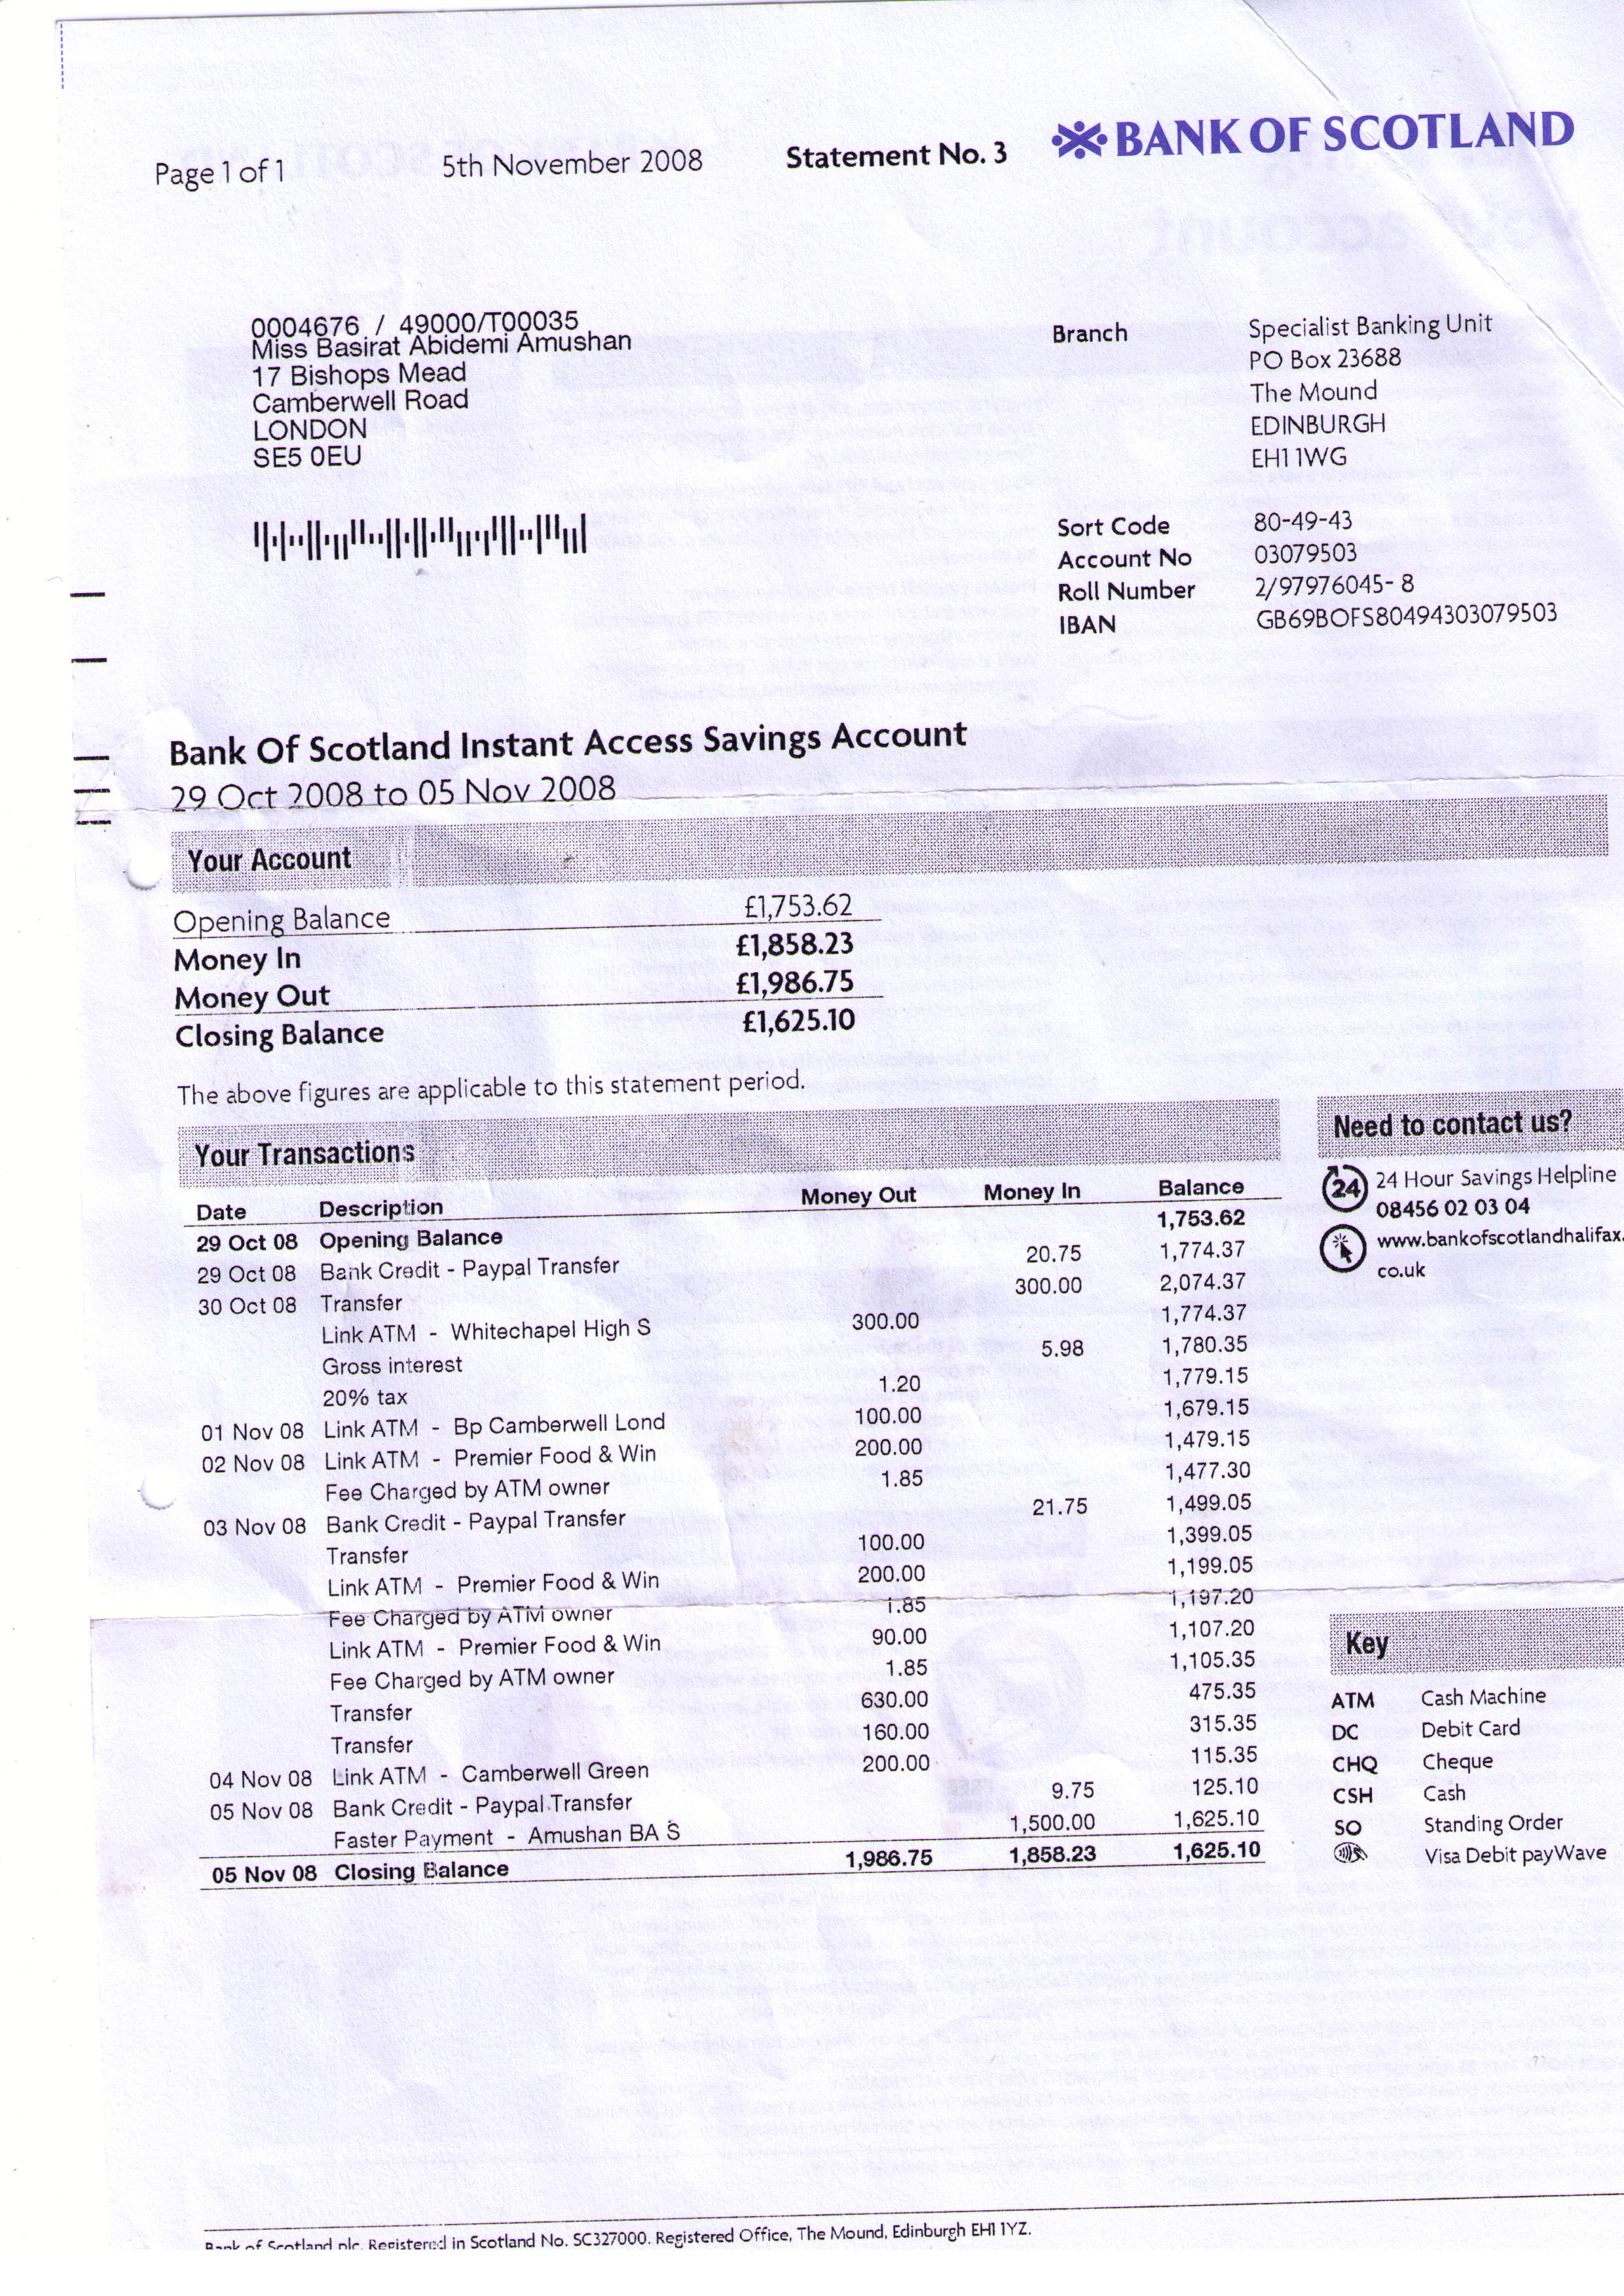 Page 1 of 1 5th November 2008 Statement No. 3 BANK OF SCOTLAND
0004676 / 49000/T00035
Miss Basirat Abidemi Amushan
17 Bishops Mead
Camberwell Road
LONDON
SE5 0EU
Branch Specialist Banking Unit
PO Box 23688
The Mound
EDINBURGH
EH1 1WG
Sort Code 80-49-43
Account No 03079503
Roll Number 2/97976045- 8
IBAN GB69BOFS80494303079503
Bank Of Scotland Instant Access Savings Account
29 Oct 2008 to 05 Nov 2008
Your Account
Opening Balance £1,753.62
Money In £1,858.23
Money Out £1,986.75
Closing Balance £1,625.10
The above figures are applicable to this statement period.
Your Transactions
Date Description Money Out Money In Balance
29 Oct 08 Opening Balance 1,753.62
29 Oct 08 Bank Credit - Paypal Transfer 20.75 1,774.37
30 Oct 08 Transfer 300.00 2,074.37
Link ATM - Whitechapel High S 300.00 1,774.37
Gross interest 5.98 1,780.35
20% tax 1.20 1,779.15
01 Nov 08 Link ATM - Bp Camberwell Lond 100.00 1,679.15
02 Nov 08 Link ATM - Premier Food & Win 200.00 1,479.15
Fee Charged by ATM owner 1.85 1,477.30
03 Nov 08 Bank Credit - Paypal Transfer 21.75 1,499.05
Transfer 100.00 1,399.05
Link ATM - Premier Food & Win 200.00 1,199.05
Fee Charged by ATM owner 1.85 1,197.20
Link ATM - Premier Food & Win 90.00 1,107.20
Fee Charged by ATM owner 1.85 1,105.35
Transfer 630.00 475.35
Transfer 160.00 315.35
04 Nov 08 Link ATM - Camberwell Green 200.00 115.35
05 Nov 08 Bank Credit - Paypal Transfer 9.75 125.10
Faster Payment - Amushan BA S 1,500.00 1,625.10
05 Nov 08 Closing Balance 1,986.75 1,858.23 1,625.10
Need to contact us?
24 24 Hour Savings Helpline
08456 02 03 04
www.bankofscotlandhalifax.
co.uk
Key
ATM Cash Machine
DC Debit Card
CHQ Cheque
CSH Cash
SO Standing Order
Visa Debit payWave
Bank of Scotland plc. Registered in Scotland No. SC327000. Registered Office, The Mound, Edinburgh EH1 1YZ.